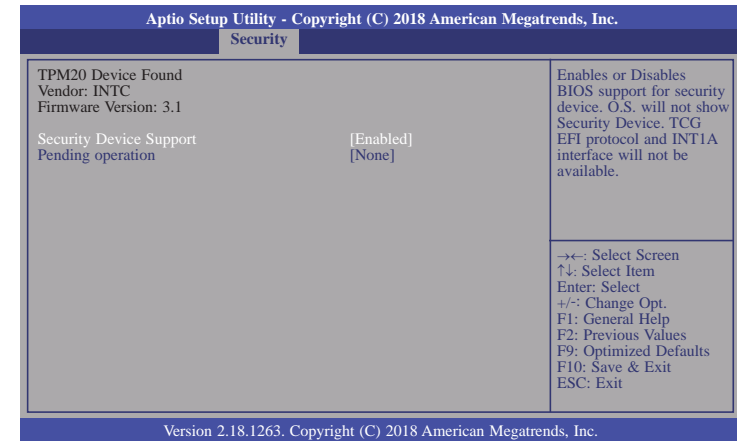 Aptio Setup Utility - Copyright (C) 2018 American Megatrends, Inc.
Security
TPM20 Device Found
Vendor: INTC
Firmware Version: 3.1
Security Device Support [Enabled]
Pending operation [None]
Enables or Disables
BIOS support for security
device. O.S. will not show
Security Device. TCG
EFI protocol and INT1A
interface will not be
available.
→←: Select Screen
↑↓: Select Item
Enter: Select
+/-: Change Opt.
F1: General Help
F2: Previous Values
F9: Optimized Defaults
F10: Save & Exit
ESC: Exit
Version 2.18.1263. Copyright (C) 2018 American Megatrends, Inc.